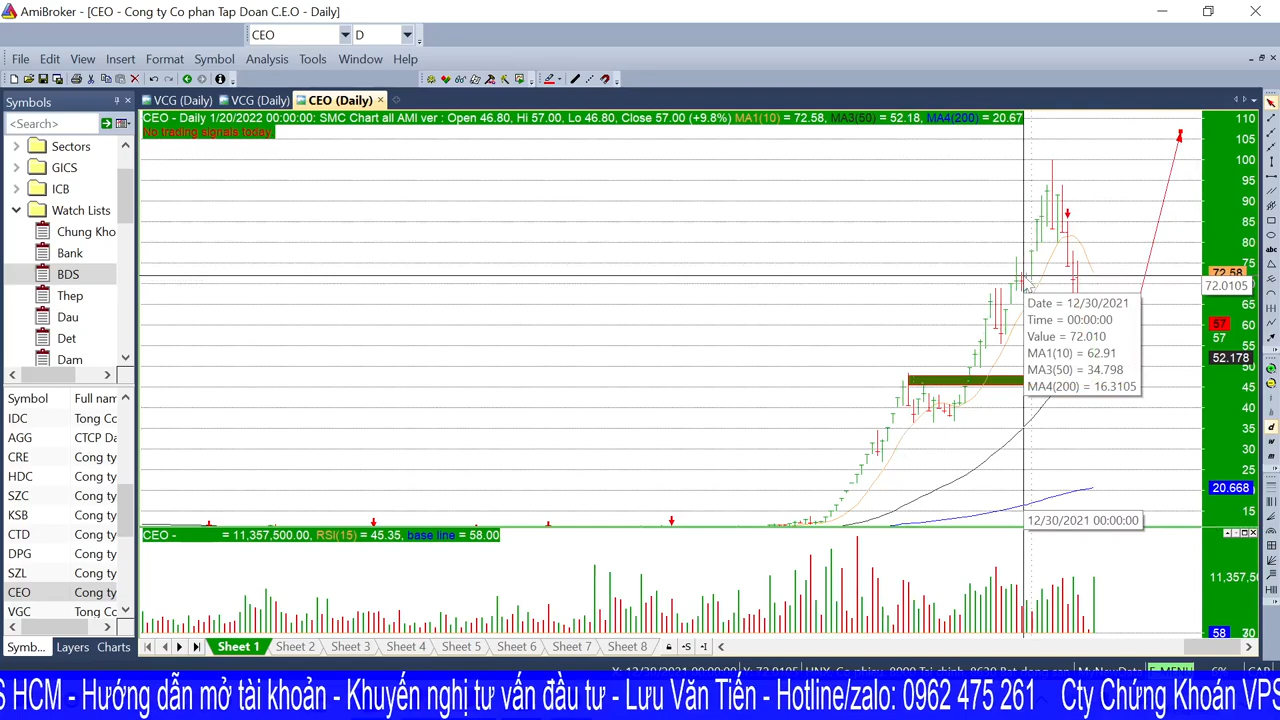 AmiBroker - [CEO - Cong ty Co phan Tap Doan C.E.O - Daily]
CEO D
File Edit View Insert Format Symbol Analysis Tools Window Help
Symbols
VCG (Daily) VCG (Daily) CEO (Daily)
<Search>
CEO - Daily 1/20/2022 00:00:00: SMC Chart all AMI ver : Open 46.80, Hi 57.00, Lo 46.80, Close 57.00 (+9.8%) MA1(10) = 72.58, MA3(50) = 52.18, MA4(200) = 20.67
No trading signals today.
Sectors
GICS
ICB
Watch Lists
Chung Kho
Bank
BDS
Thep
Dau
Det
Dam
110
105
100
95
90
85
80
75
72.58
72.0105
65
60
57
57
55
52.178
50
45
40
35
30
25
20.668
15
Date = 12/30/2021
Time = 00:00:00
Value = 72.010
MA1(10) = 62.91
MA3(50) = 34.798
MA4(200) = 16.3105
12/30/2021 00:00:00
Symbol Full name
IDC Tong C
AGG CTCP Da
CRE Cong ty
HDC Cong ty
SZC Cong ty
KSB Cong ty
CTD Cong ty
DPG Cong ty
SZL Cong ty
CEO Cong ty
VGC Tong C
CEO - = 11,357,500.00, RSI(15) = 45.35, base line = 58.00
11,357,50
58
Symb... Layers Charts
Sheet 1 Sheet 2 Sheet 3 Sheet 4 Sheet 5 Sheet 6 Sheet 7 Sheet 8
S HCM - Hướng dẫn mở tài khoản - Khuyến nghị tư vấn đầu tư - Lưu Văn Tiến - Hotline/zalo: 0962 475 261 Cty Chứng Khoán VPS